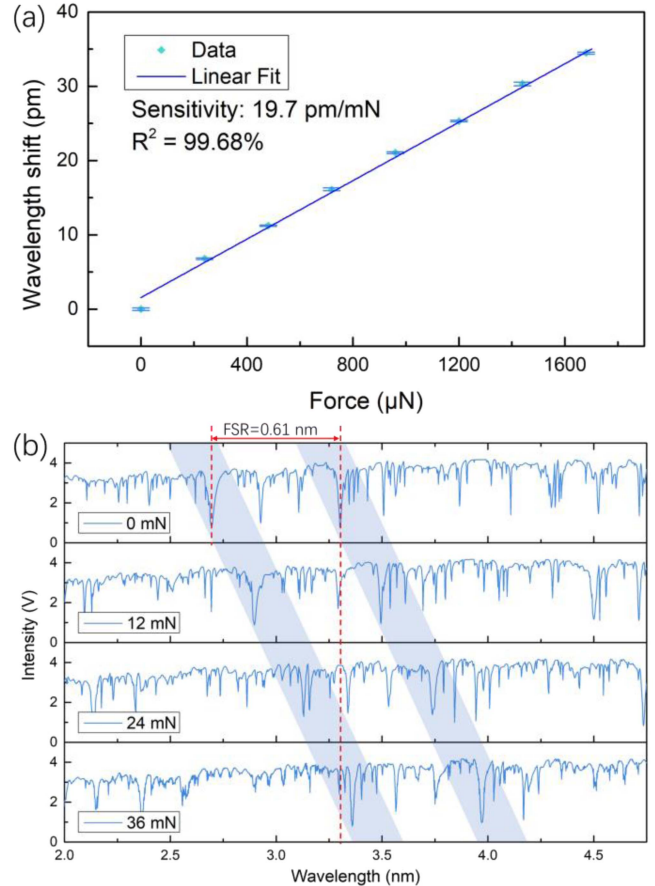 (a)
40
30
20
10
0
Wavelength shift (pm)
Data
Linear Fit
Sensitivity: 19.7 pm/mN
R² = 99.68%
0 400 800 1200 1600
Force (μN)
(b)
FSR=0.61 nm
4
2
0
0 mN
4
2
0
12 mN
4
2
0
24 mN
4
2
0
36 mN
Intensity (V)
2.0 2.5 3.0 3.5 4.0 4.5
Wavelength (nm)